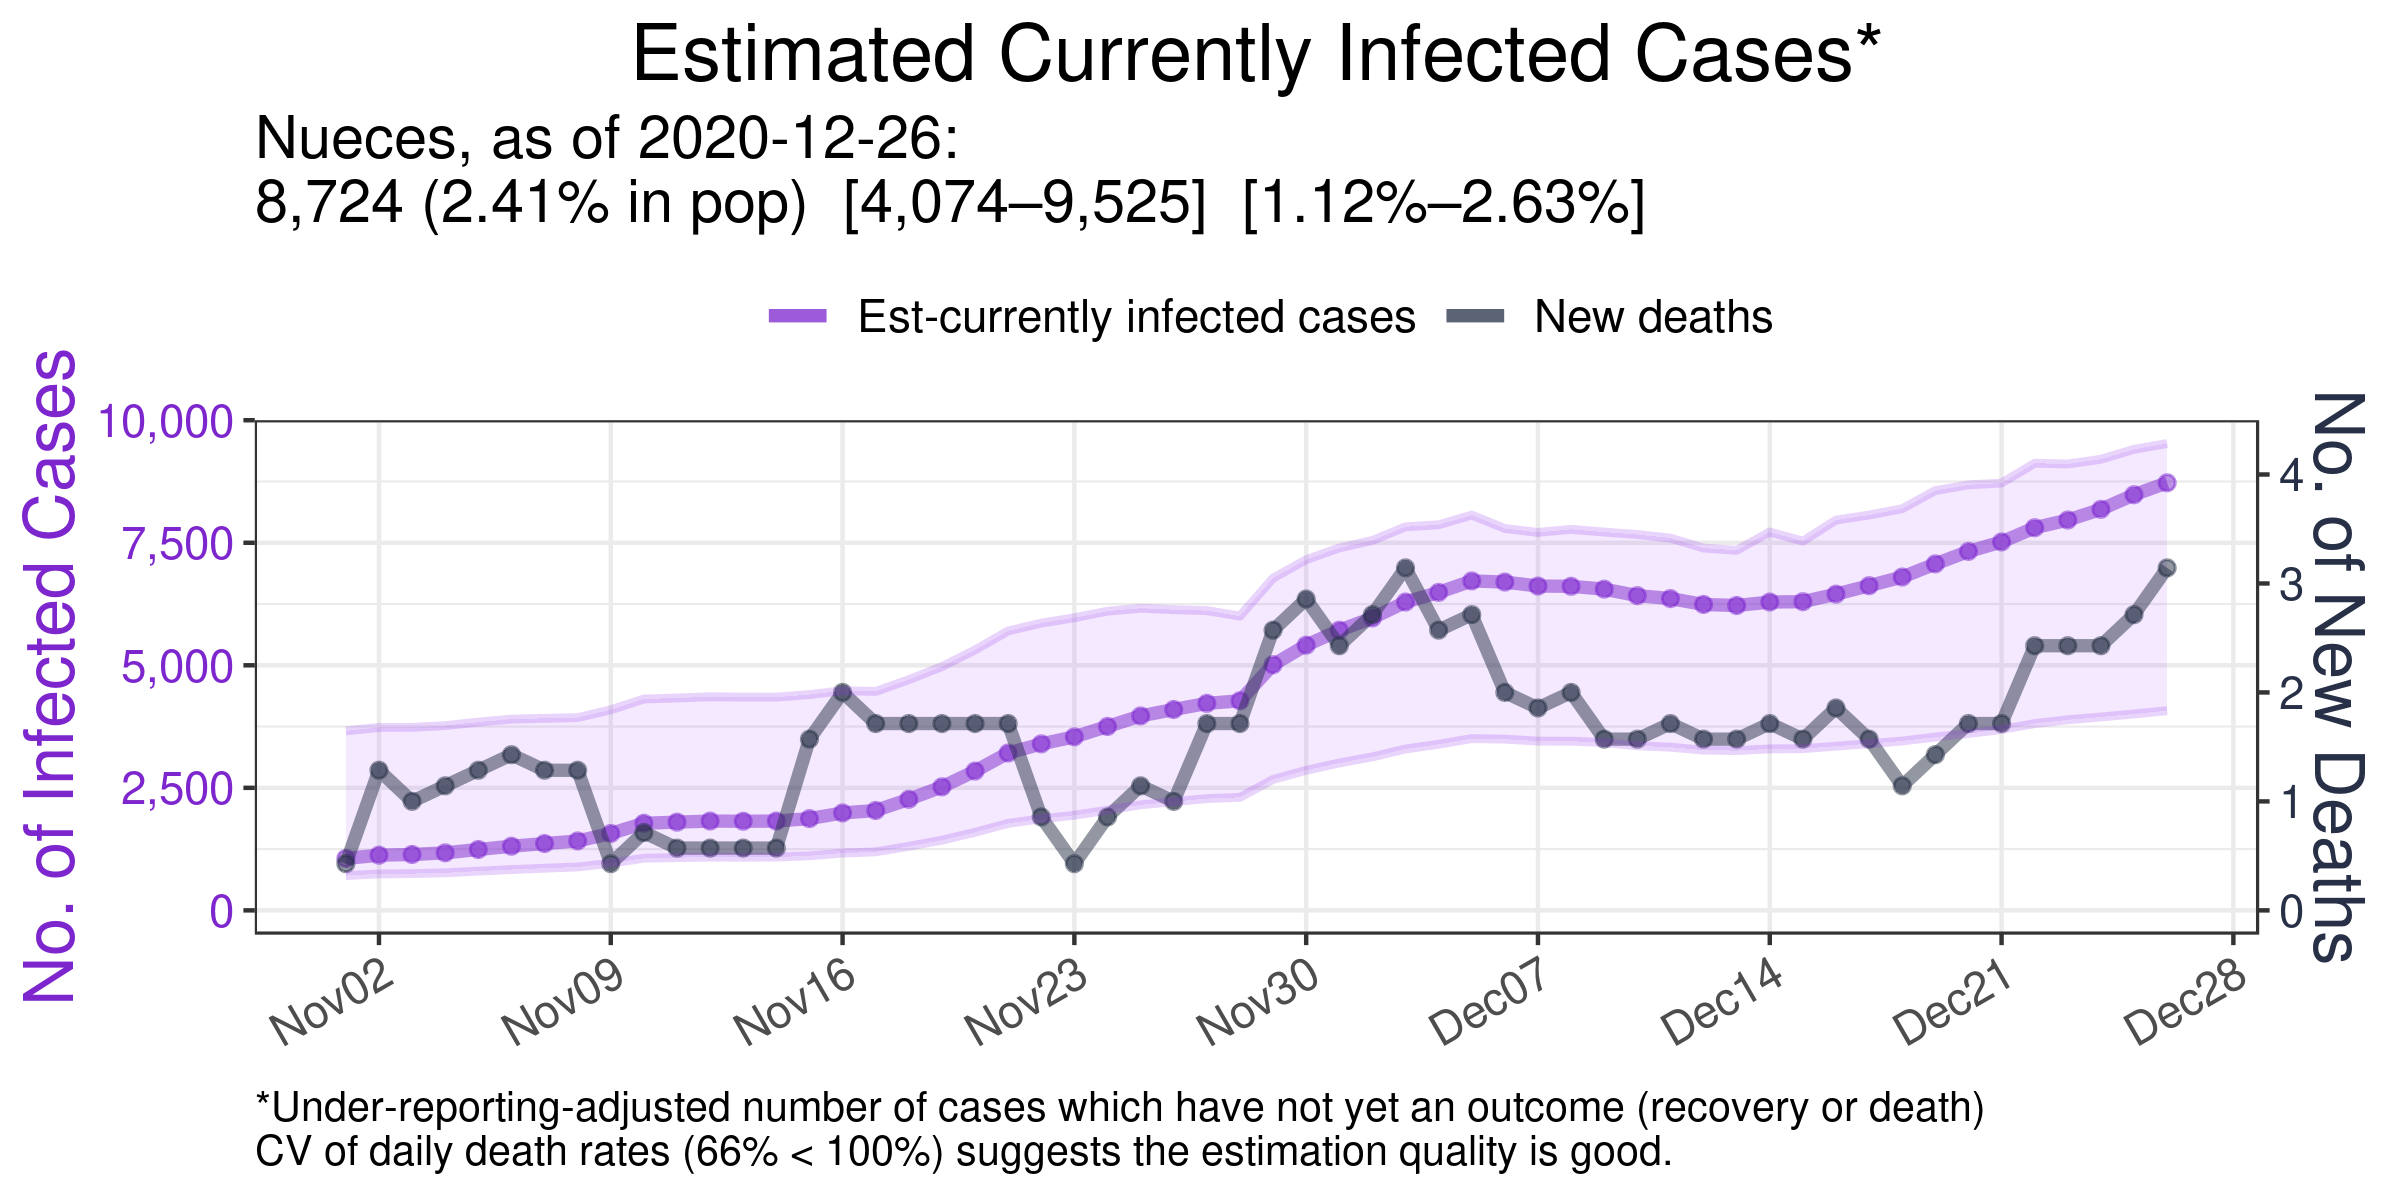 Estimated Currently Infected Cases*
Nueces, as of 2020-12-26:
8,724 (2.41% in pop)  [4,074–9,525]  [1.12%–2.63%]
Est-currently infected cases
New deaths
No. of Infected Cases
10,000
7,500
5,000
2,500
0
No. of New Deaths
4
3
2
1
0
Nov02
Nov09
Nov16
Nov23
Nov30
Dec07
Dec14
Dec21
Dec28
*Under-reporting-adjusted number of cases which have not yet an outcome (recovery or death)
CV of daily death rates (66% < 100%) suggests the estimation quality is good.